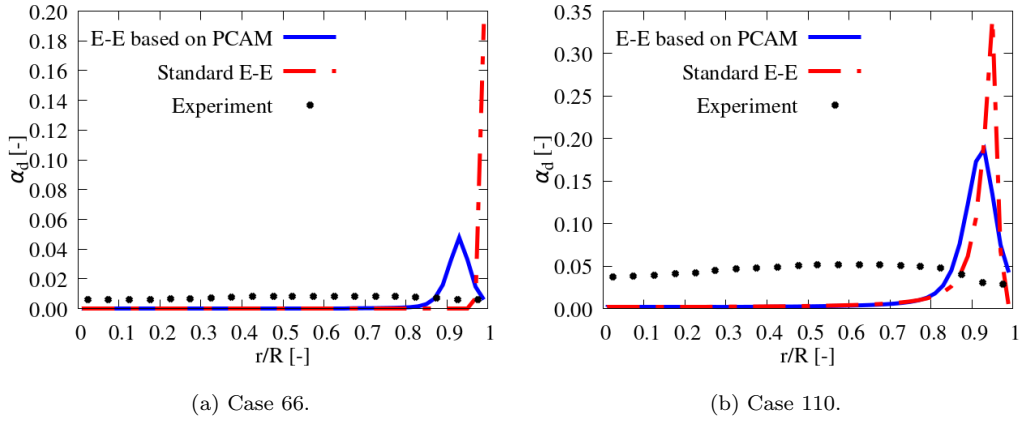 0.20
0.18
0.16
0.14
0.12
0.10
0.08
0.06
0.04
0.02
0.00
α_d [-]
E-E based on PCAM
Standard E-E
Experiment
0 0.1 0.2 0.3 0.4 0.5 0.6 0.7 0.8 0.9 1
r/R [-]
(a) Case 66.
0.35
0.30
0.25
0.20
0.15
0.10
0.05
0.00
α_d [-]
E-E based on PCAM
Standard E-E
Experiment
0 0.1 0.2 0.3 0.4 0.5 0.6 0.7 0.8 0.9 1
r/R [-]
(b) Case 110.